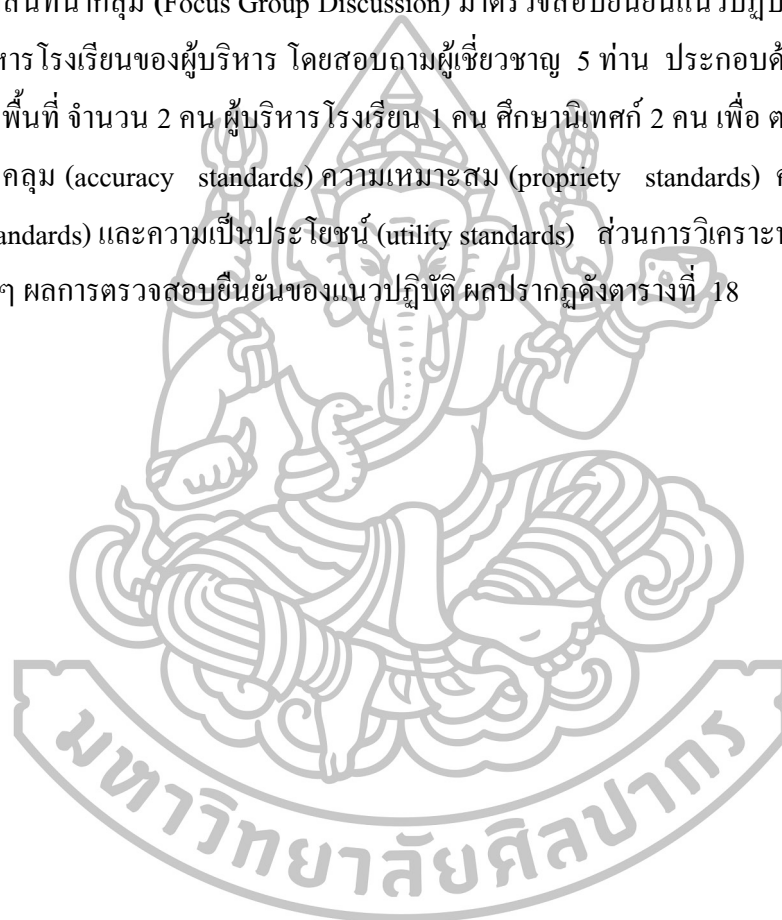 สนทนากลุ่ม (Focus Group Discussion) มาตรวจสอบยืนยันแนวปฏิบ
หารโรงเรียนของผู้บริหาร โดยสอบถามผู้เชี่ยวชาญ 5 ท่าน ประกอบด้
พื้นที่ จำนวน 2 คน ผู้บริหารโรงเรียน 1 คน ศึกษานิเทศก์ 2 คน เพื่อ ต
คลุม (accuracy standards) ความเหมาะสม (propriety standards) ค
andards) และความเป็นประโยชน์ (utility standards) ส่วนการวิเคราะห
ๆ ผลการตรวจสอบยืนยันของแนวปฏิบัติ ผลปรากฏดังตารางที่ 18
มหาวิทยาลัยศิลปากร